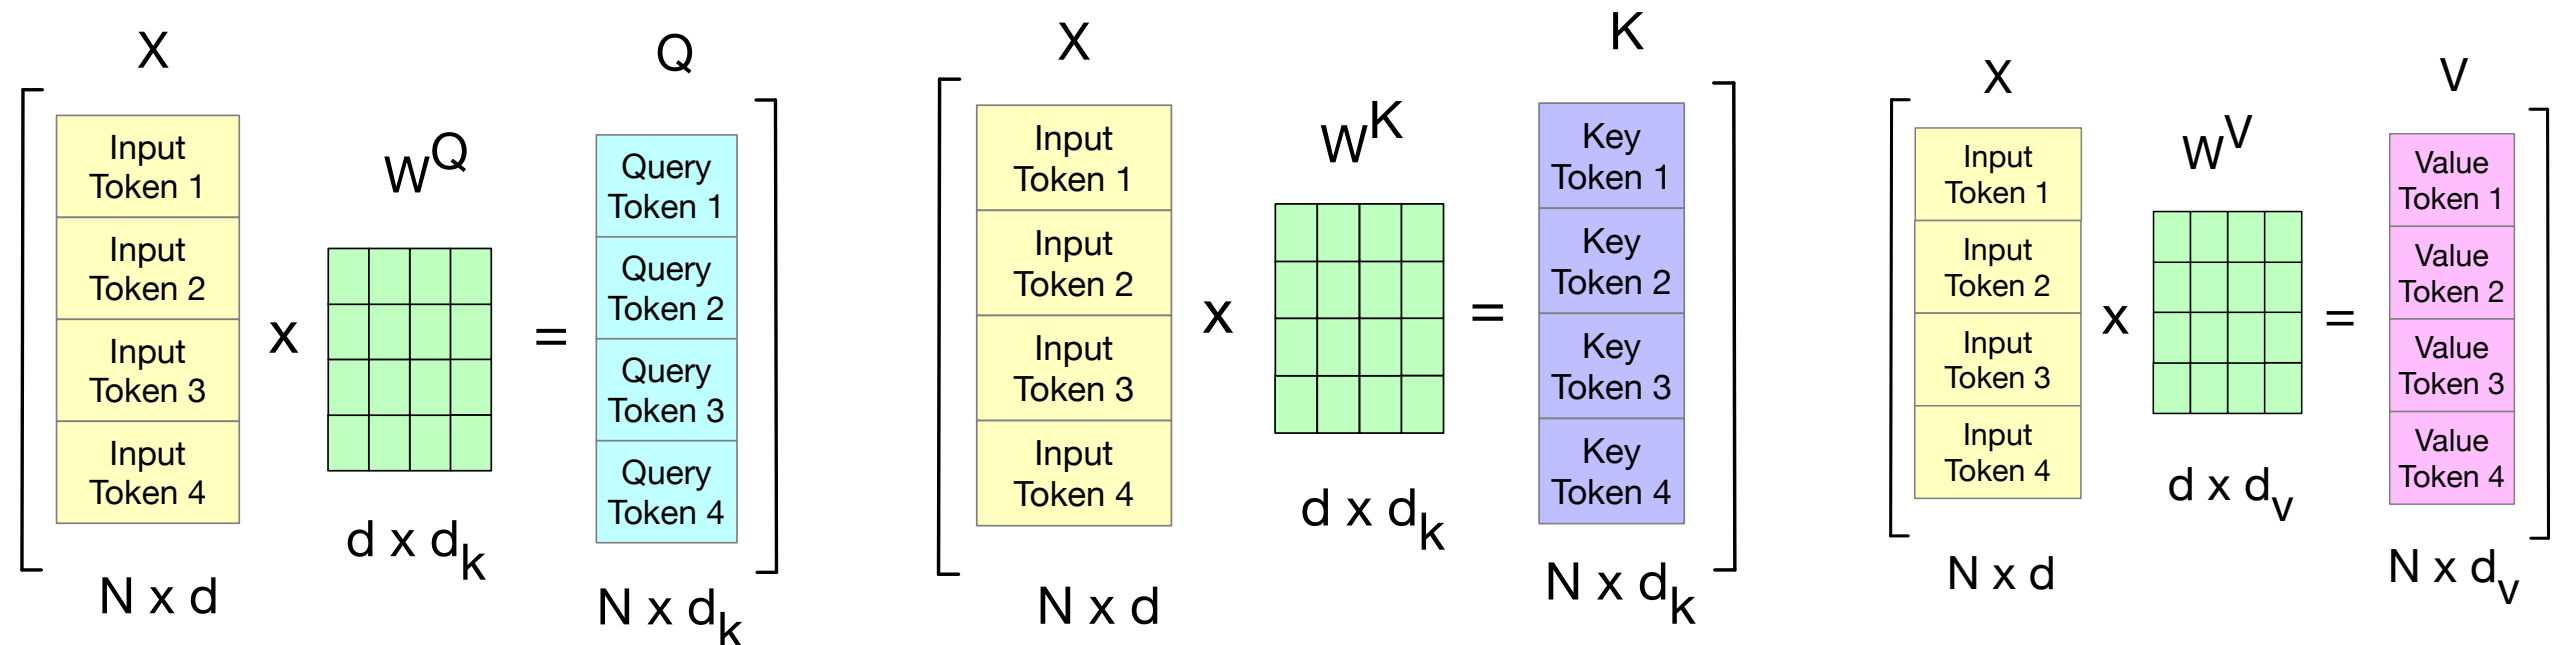 X
Input
Token 1
Input
Token 2
Input
Token 3
Input
Token 4
N x d
x
W^Q
d x d_k
=
Q
Query
Token 1
Query
Token 2
Query
Token 3
Query
Token 4
N x d_k
X
Input
Token 1
Input
Token 2
Input
Token 3
Input
Token 4
N x d
x
W^K
d x d_k
=
K
Key
Token 1
Key
Token 2
Key
Token 3
Key
Token 4
N x d_k
X
Input
Token 1
Input
Token 2
Input
Token 3
Input
Token 4
N x d
x
W^V
d x d_v
=
V
Value
Token 1
Value
Token 2
Value
Token 3
Value
Token 4
N x d_v